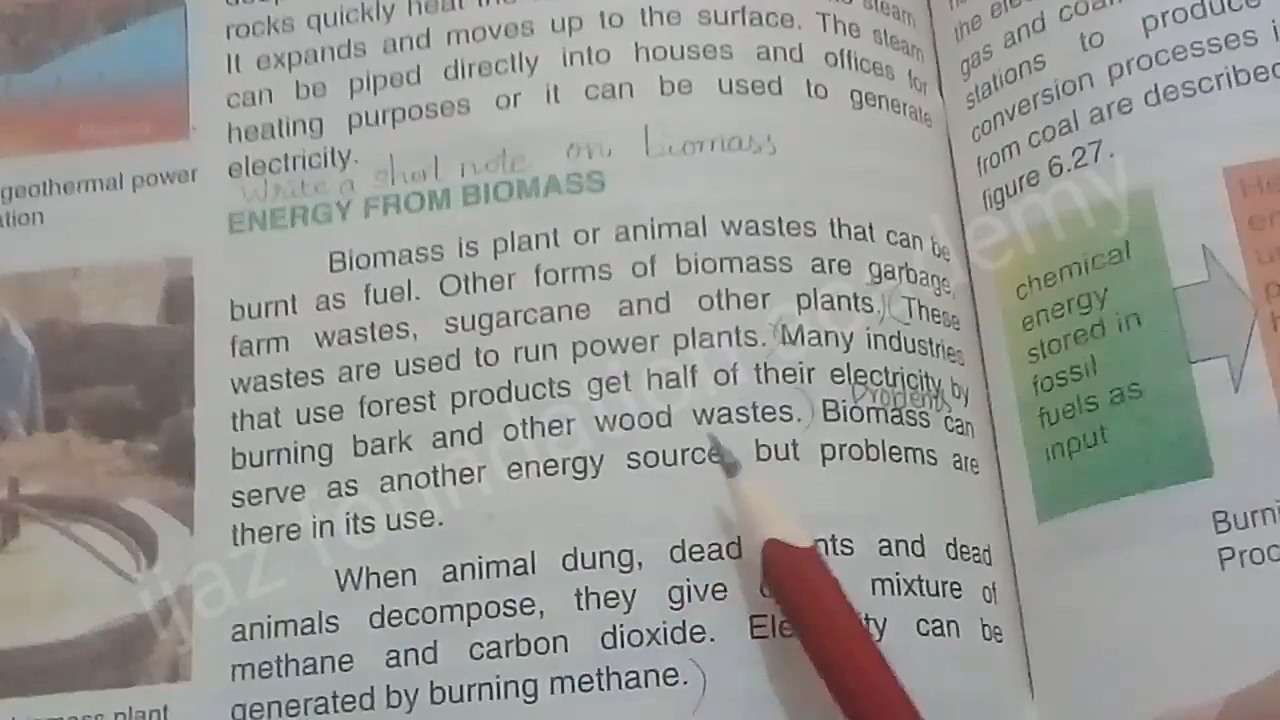 geothermal power
rocks quickly heat
It expands and moves up to the surface. The steam
can be piped directly into houses and offices for
heating purposes or it can be used to generate
electricity.
Write a short note on biomass
ENERGY FROM BIOMASS
Biomass is plant or animal wastes that can be
burnt as fuel. Other forms of biomass are garbage,
farm wastes, sugarcane and other plants. These
wastes are used to run power plants. Many industries
that use forest products get half of their electricity by
Problems
burning bark and other wood wastes. Biomass can
serve as another energy source, but problems are
there in its use.
When animal dung, dead and dead
animals decompose, they give mixture of
methane and carbon dioxide. can be
generated by burning methane.
plant
gas and coal
stations to produce
conversion processes
from coal are described
figure 6.27.
chemical
energy
stored in
fossil
fuels as
input
ijaz foundation academy